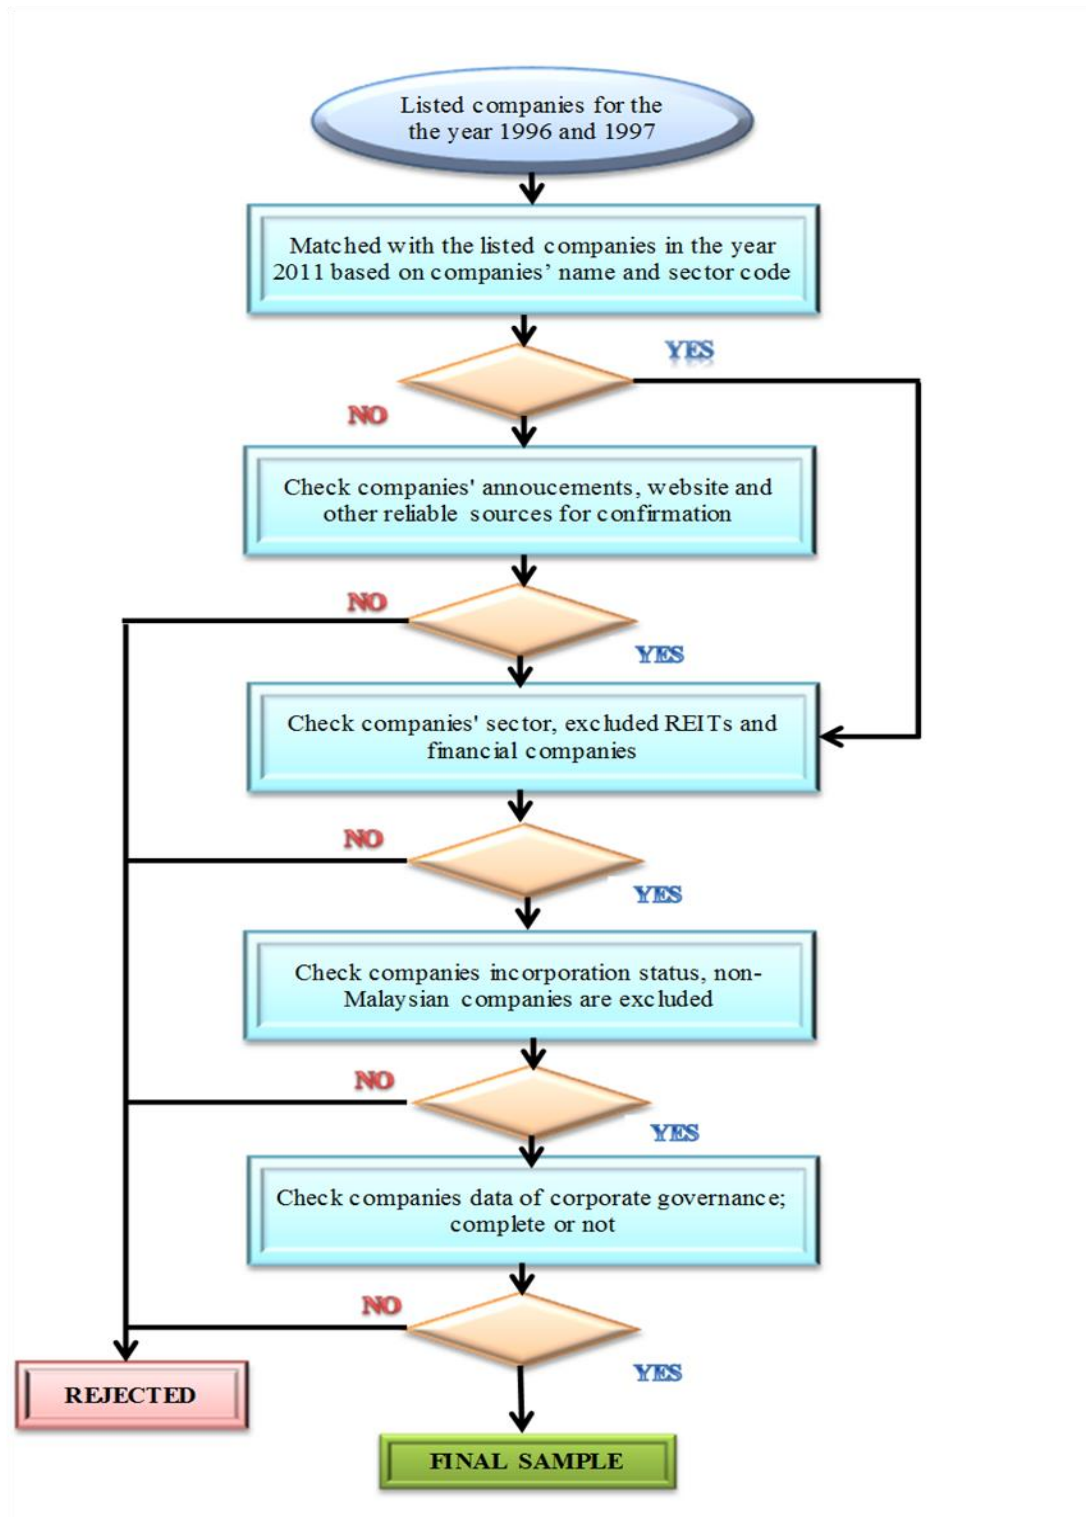 Listed companies for the
the year 1996 and 1997
Matched with the listed companies in the year
2011 based on companies’ name and sector code
YES
NO
Check companies' annoucements, website and
other reliable sources for confirmation
NO
YES
Check companies' sector, excluded REITs and
financial companies
NO
YES
Check companies incorporation status, non-
Malaysian companies are excluded
NO
YES
Check companies data of corporate governance;
complete or not
NO
YES
REJECTED
FINAL SAMPLE